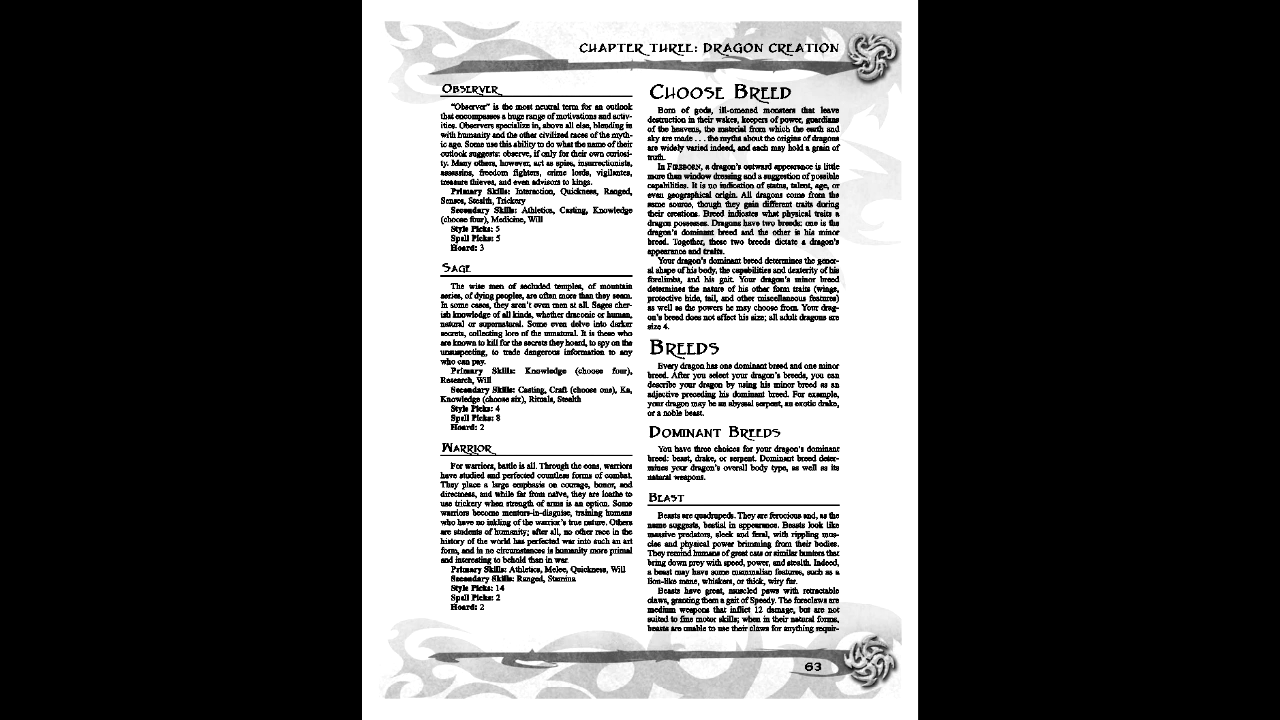 CHAPTER THREE: DRAGON CREATION
OBSERVER
"Observer" is the most neutral term for an outlook
that encompasses a huge range of motivations and activ-
ities. Observers specialize in, above all else, blending in
with humanity and the other civilized races of the myth-
ic age. Some use this ability to do what the name of their
outlook suggests: observe, if only for their own curiosi-
ty. Many others, however, act as spies, insurrectionists,
assassins, freedom fighters, crime lords, vigilantes,
treasure thieves, and even advisors to kings.
Primary Skills: Interaction, Quickness, Ranged,
Senses, Stealth, Trickery
Secondary Skills: Athletics, Casting, Knowledge
(choose four), Medicine, Will
Style Picks: 5
Spell Picks: 5
Hoard: 3
SAGE
The wise men of secluded temples, of mountain
aeries, of dying peoples, are often more than they seem.
In some cases, they aren't even men at all. Sages cher-
ish knowledge of all kinds, whether draconic or human,
natural or supernatural. Some even delve into darker
secrets, collecting lore of the unnatural. It is these who
are known to kill for the secrets they hoard, to spy on the
unsuspecting, to trade dangerous information to any
who can pay.
Primary Skills: Knowledge (choose four),
Research, Will
Secondary Skills: Casting, Craft (choose one), Ka,
Knowledge (choose six), Rituals, Stealth
Style Picks: 4
Spell Picks: 8
Hoard: 2
WARRIOR
For warriors, battle is all. Through the eons, warriors
have studied and perfected countless forms of combat.
They place a large emphasis on courage, honor, and
directness, and while far from naïve, they are loathe to
use trickery when strength of arms is an option. Some
warriors become mentors-in-disguise, training humans
who have no inkling of the warrior's true nature. Others
are students of humanity; after all, no other race in the
history of the world has perfected war into such an art
form, and in no circumstances is humanity more primal
and interesting to behold than in war.
Primary Skills: Athletics, Melee, Quickness, Will
Secondary Skills: Ranged, Stamina
Style Picks: 14
Spell Picks: 2
Hoard: 2
CHOOSE BREED
Born of gods, ill-omened monsters that leave
destruction in their wakes, keepers of power, guardians
of the heavens, the material from which the earth and
sky are made . . . the myths about the origins of dragons
are widely varied indeed, and each may hold a grain of
truth.
In FIREBORN, a dragon's outward appearance is little
more than window dressing and a suggestion of possible
capabilities. It is no indication of status, talent, age, or
even geographical origin. All dragons come from the
same source, though they gain different traits during
their creations. Breed indicates what physical traits a
dragon possesses. Dragons have two breeds: one is the
dragon's dominant breed and the other is his minor
breed. Together, these two breeds dictate a dragon's
appearance and traits.
Your dragon's dominant breed determines the gener-
al shape of his body, the capabilities and dexterity of his
forelimbs, and his gait. Your dragon's minor breed
determines the nature of his other form traits (wings,
protective hide, tail, and other miscellaneous features)
as well as the powers he may choose from. Your drag-
on's breed does not affect his size; all adult dragons are
size 4.
BREEDS
Every dragon has one dominant breed and one minor
breed. After you select your dragon's breeds, you can
describe your dragon by using his minor breed as an
adjective preceding his dominant breed. For example,
your dragon may be an abyssal serpent, an exotic drake,
or a noble beast.
DOMINANT BREEDS
You have three choices for your dragon's dominant
breed: beast, drake, or serpent. Dominant breed deter-
mines your dragon's overall body type, as well as its
natural weapons.
BEAST
Beasts are quadrupeds. They are ferocious and, as the
name suggests, bestial in appearance. Beasts look like
massive predators, sleek and feral, with rippling mus-
cles and physical power brimming from their bodies.
They remind humans of great cats or similar hunters that
bring down prey with speed, power, and stealth. Indeed,
a beast may have some mammalian features, such as a
lion-like mane, whiskers, or thick, wiry fur.
Beasts have great, muscled paws with retractable
claws, granting them a gait of Speedy. The foreclaws are
medium weapons that inflict 12 damage, but are not
suited to fine motor skills; when in their natural forms,
beasts are unable to use their claws for anything requir-
63